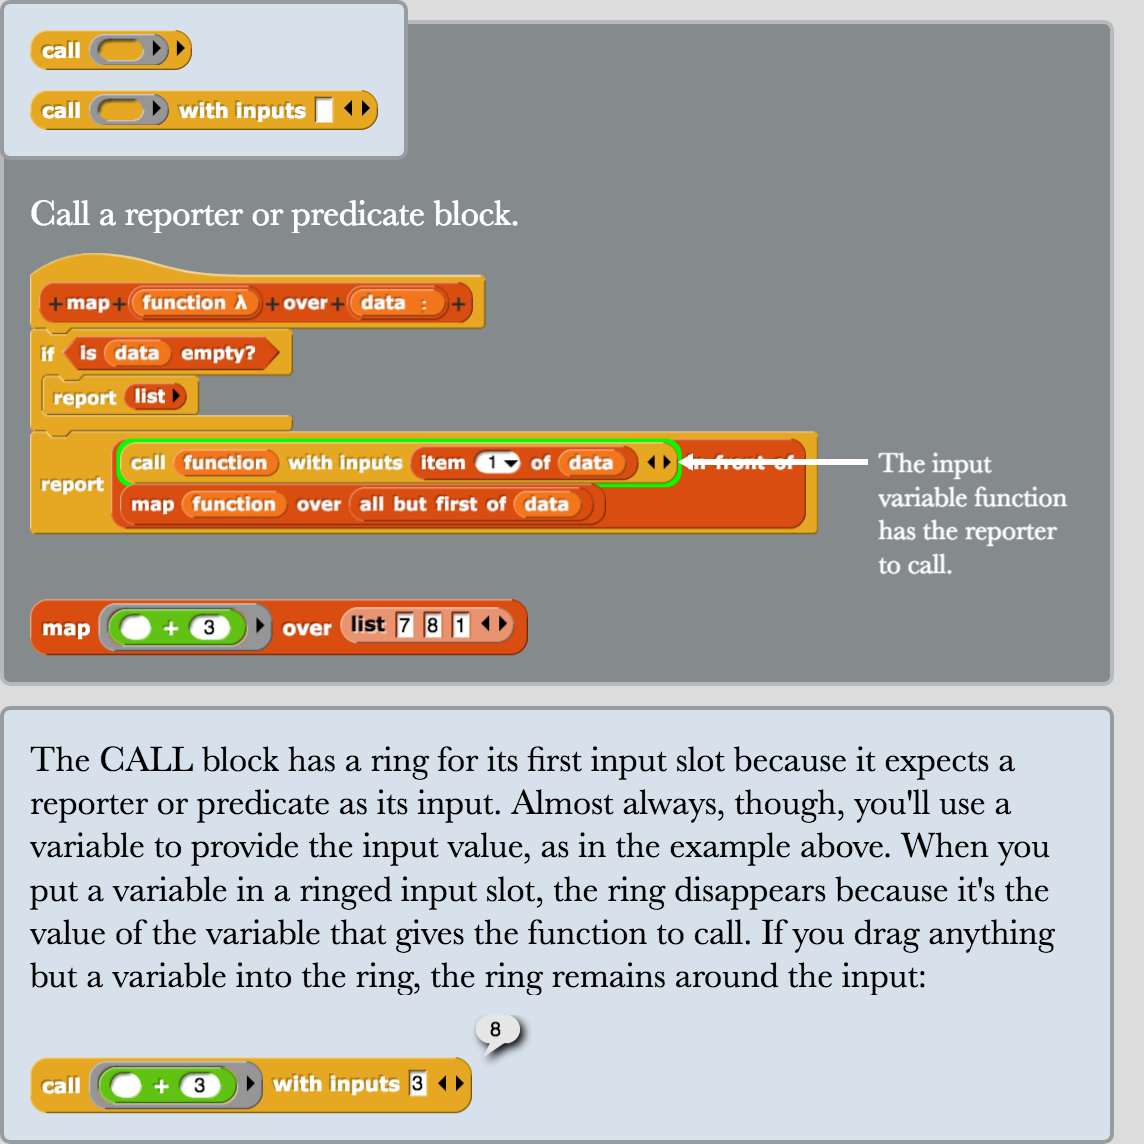 call
call with inputs
Call a reporter or predicate block.
+ map + function λ + over + data : +
if is data empty?
report list
call function with inputs item 1 of data in front of
report
map function over all but first of data
The input
variable function
has the reporter
to call.
map + 3 over list 7 8 1
The CALL block has a ring for its first input slot because it expects a
reporter or predicate as its input. Almost always, though, you'll use a
variable to provide the input value, as in the example above. When you
put a variable in a ringed input slot, the ring disappears because it's the
value of the variable that gives the function to call. If you drag anything
but a variable into the ring, the ring remains around the input:
8
call + 3 with inputs 3